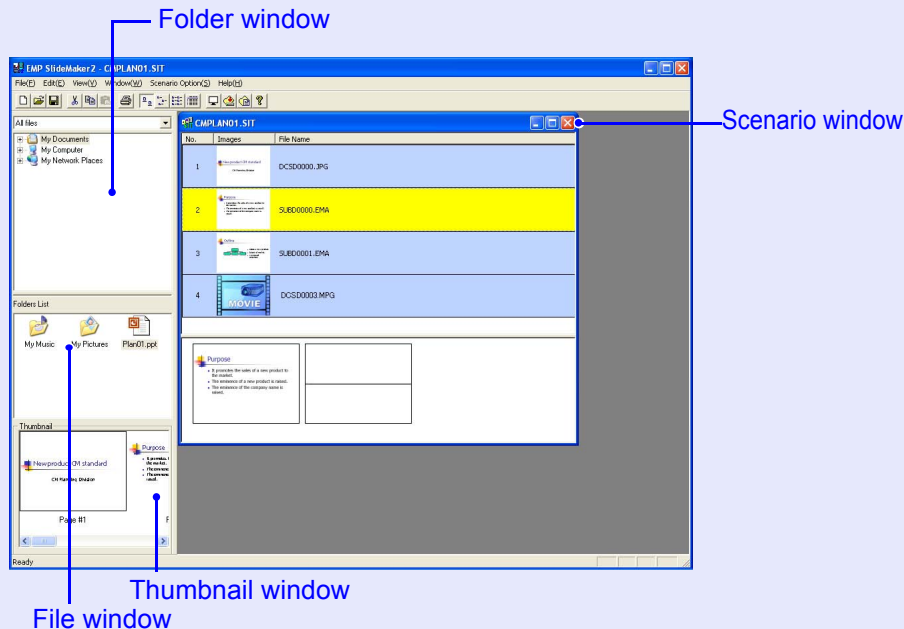 Folder window
EMP SlideMaker2 - CMPLAN01.SIT
File(F) Edit(E) View(V) Window(W) Scenario Option(S) Help(H)
All files
My Documents
My Computer
My Network Places
CMPLAN01.SIT
Scenario window
No. Images File Name
1 DCSD0000.JPG
2 Purpose SUBD0000.EMA
3 Outline SUBD0001.EMA
4 MOVIE DCSD0003.MPG
Folders List
My Music My Pictures Plan01.ppt
Purpose
It promotes the sales of a new product to
the market.
The eminence of a new product is raised.
The eminence of the company name is
raised.
Thumbnail
Newproduct CM standard
CM Planning Division
Purpose
Page #1
Ready
Thumbnail window
File window